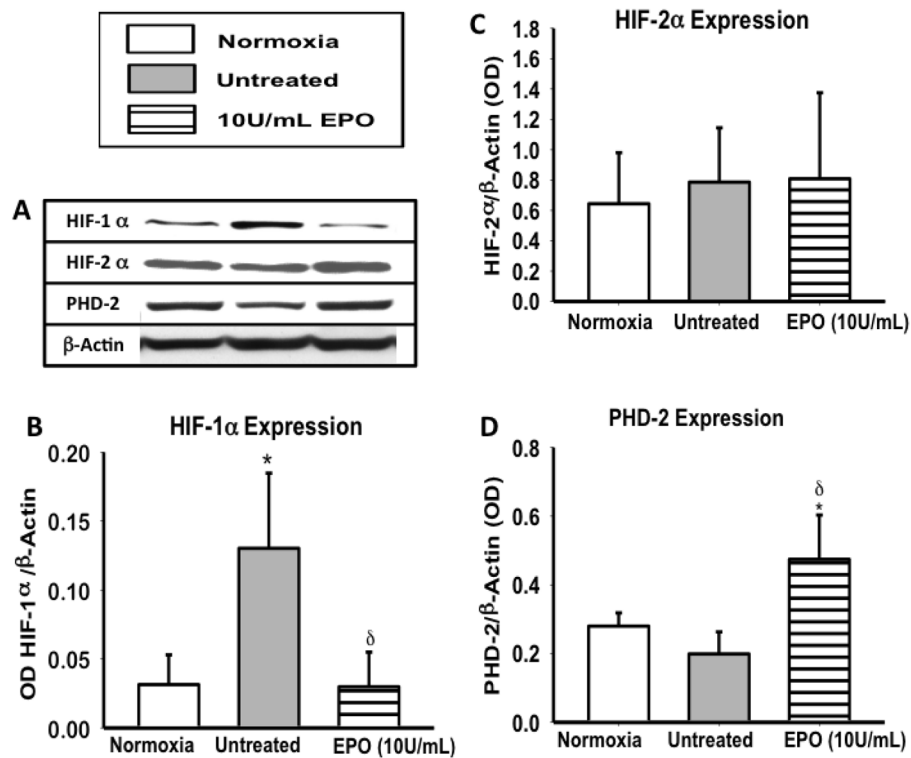 Normoxia
Untreated
10U/mL EPO
A
HIF-1 α
HIF-2 α
PHD-2
β-Actin
B
HIF-1α Expression
OD HIF-1α/β-Actin
0.20
0.15
0.10
0.05
0.00
*
δ
Normoxia Untreated EPO (10U/mL)
C
HIF-2α Expression
HIF-2α/β-Actin (OD)
1.8
1.6
1.4
1.2
1.0
0.8
0.6
0.4
0.2
0.0
Normoxia Untreated EPO (10U/mL)
D
PHD-2 Expression
PHD-2/β-Actin (OD)
0.8
0.6
0.4
0.2
0.0
δ
*
Normoxia Untreated EPO (10U/mL)